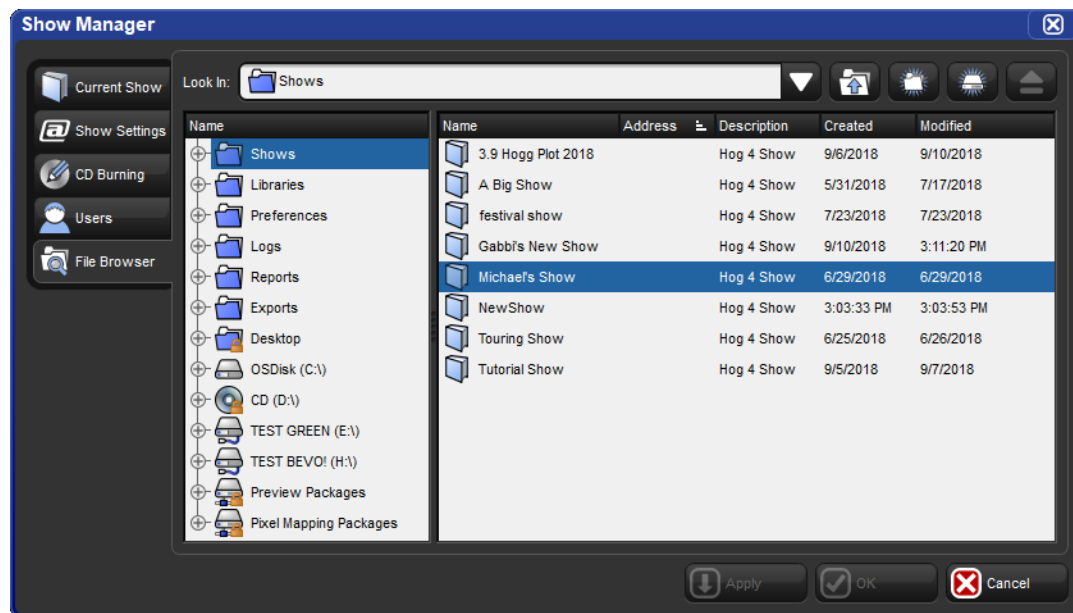 Show Manager
Current Show
Show Settings
CD Burning
Users
File Browser
Look In: Shows
Name
Shows
Libraries
Preferences
Logs
Reports
Exports
Desktop
OSDisk (C:\)
CD (D:\)
TEST GREEN (E:\)
TEST BEVO! (H:\)
Preview Packages
Pixel Mapping Packages
Name Address Description Created Modified
3.9 Hogg Plot 2018 Hog 4 Show 9/6/2018 9/10/2018
A Big Show Hog 4 Show 5/31/2018 7/17/2018
festival show Hog 4 Show 7/23/2018 7/23/2018
Gabbi's New Show Hog 4 Show 9/10/2018 3:11:20 PM
Michael's Show Hog 4 Show 6/29/2018 6/29/2018
NewShow Hog 4 Show 3:03:33 PM 3:03:53 PM
Touring Show Hog 4 Show 6/25/2018 6/26/2018
Tutorial Show Hog 4 Show 9/5/2018 9/7/2018
Apply OK Cancel